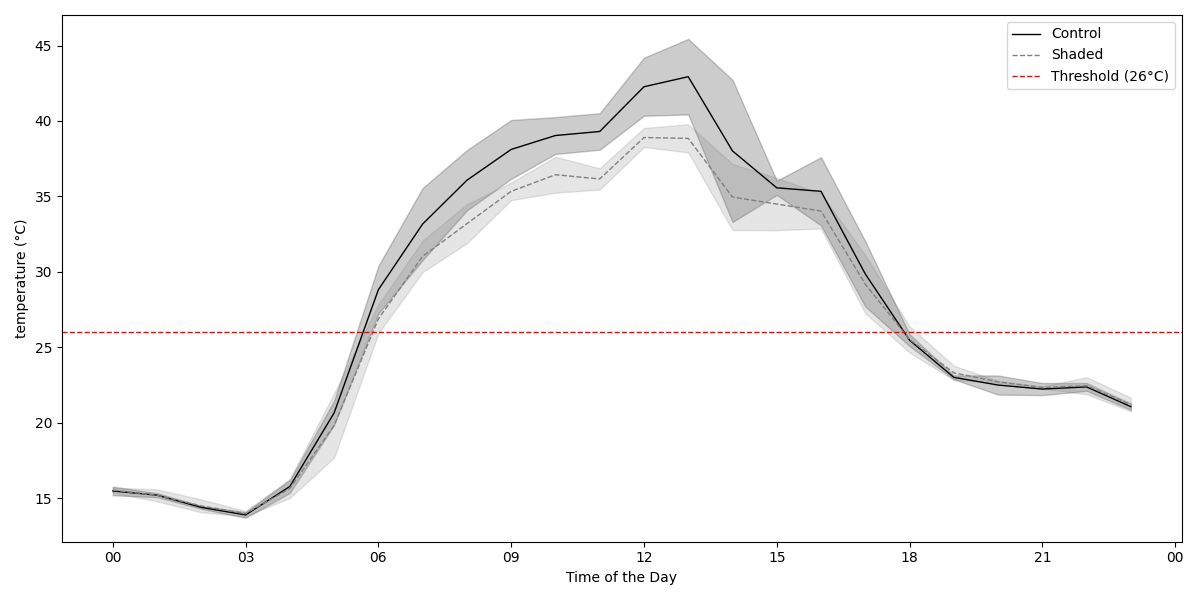 45
40
35
30
25
20
15
temperature (°C)
Control
Shaded
Threshold (26°C)
00 03 06 09 12 15 18 21 00
Time of the Day